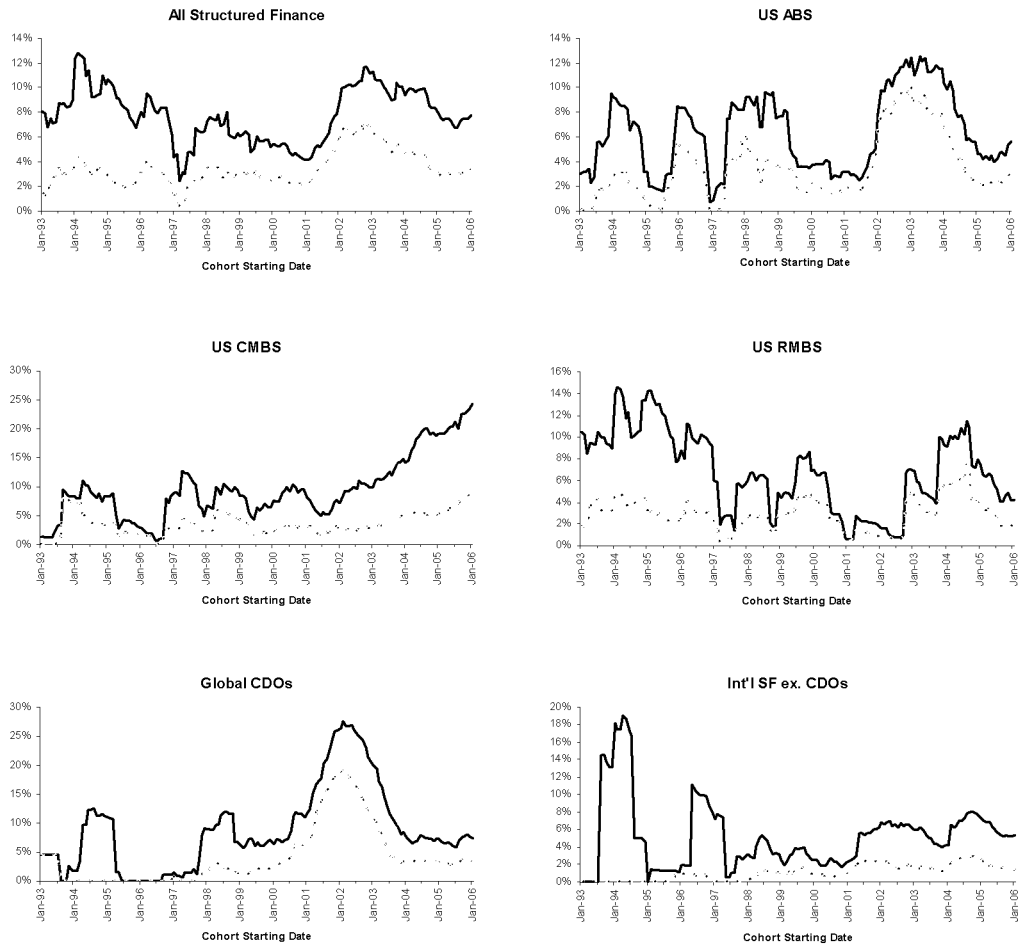 All Structured Finance
14%
12%
10%
8%
6%
4%
2%
0%
Jan-93
Jan-94
Jan-95
Jan-96
Jan-97
Jan-98
Jan-99
Jan-00
Jan-01
Jan-02
Jan-03
Jan-04
Jan-05
Jan-06
Cohort Starting Date
US ABS
14%
12%
10%
8%
6%
4%
2%
0%
Jan-93
Jan-94
Jan-95
Jan-96
Jan-97
Jan-98
Jan-99
Jan-00
Jan-01
Jan-02
Jan-03
Jan-04
Jan-05
Jan-06
Cohort Starting Date
US CMBS
30%
25%
20%
15%
10%
5%
0%
Jan-93
Jan-94
Jan-95
Jan-96
Jan-97
Jan-98
Jan-99
Jan-00
Jan-01
Jan-02
Jan-03
Jan-04
Jan-05
Jan-06
Cohort Starting Date
US RMBS
16%
14%
12%
10%
8%
6%
4%
2%
0%
Jan-93
Jan-94
Jan-95
Jan-96
Jan-97
Jan-98
Jan-99
Jan-00
Jan-01
Jan-02
Jan-03
Jan-04
Jan-05
Jan-06
Cohort Starting Date
Global CDOs
30%
25%
20%
15%
10%
5%
0%
Jan-93
Jan-94
Jan-95
Jan-96
Jan-97
Jan-98
Jan-99
Jan-00
Jan-01
Jan-02
Jan-03
Jan-04
Jan-05
Jan-06
Cohort Starting Date
Int'l SF ex. CDOs
20%
18%
16%
14%
12%
10%
8%
6%
4%
2%
0%
Jan-93
Jan-94
Jan-95
Jan-96
Jan-97
Jan-98
Jan-99
Jan-00
Jan-01
Jan-02
Jan-03
Jan-04
Jan-05
Jan-06
Cohort Starting Date